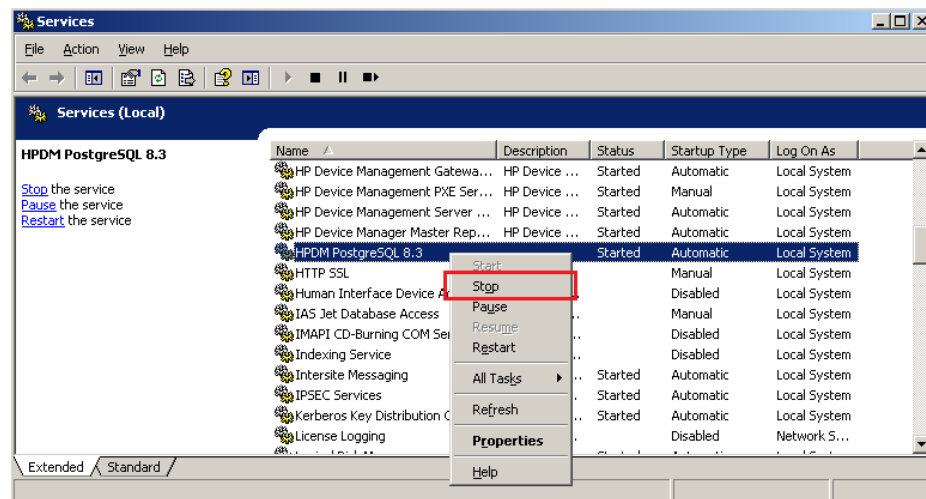 Services
File Action View Help
Services (Local)
HPDM PostgreSQL 8.3
Stop the service
Pause the service
Restart the service
Name Description Status Startup Type Log On As
HP Device Management Gatewa... HP Device ... Started Automatic Local System
HP Device Management PXE Ser... HP Device ... Started Manual Local System
HP Device Management Server ... HP Device ... Started Automatic Local System
HP Device Manager Master Rep... HP Device ... Started Automatic Local System
HPDM PostgreSQL 8.3 Started Automatic Local System
HTTP SSL Manual Local System
Human Interface Device A Disabled Local System
IAS Jet Database Access Manual Local System
IMAPI CD-Burning COM Ser Disabled Local System
Indexing Service Disabled Local System
Intersite Messaging Started Automatic Local System
IPSEC Services Started Automatic Local System
Kerberos Key Distribution C Started Automatic Local System
License Logging Disabled Network S...
Start
Stop
Pause
Resume
Restart
All Tasks
Refresh
Properties
Help
Extended Standard